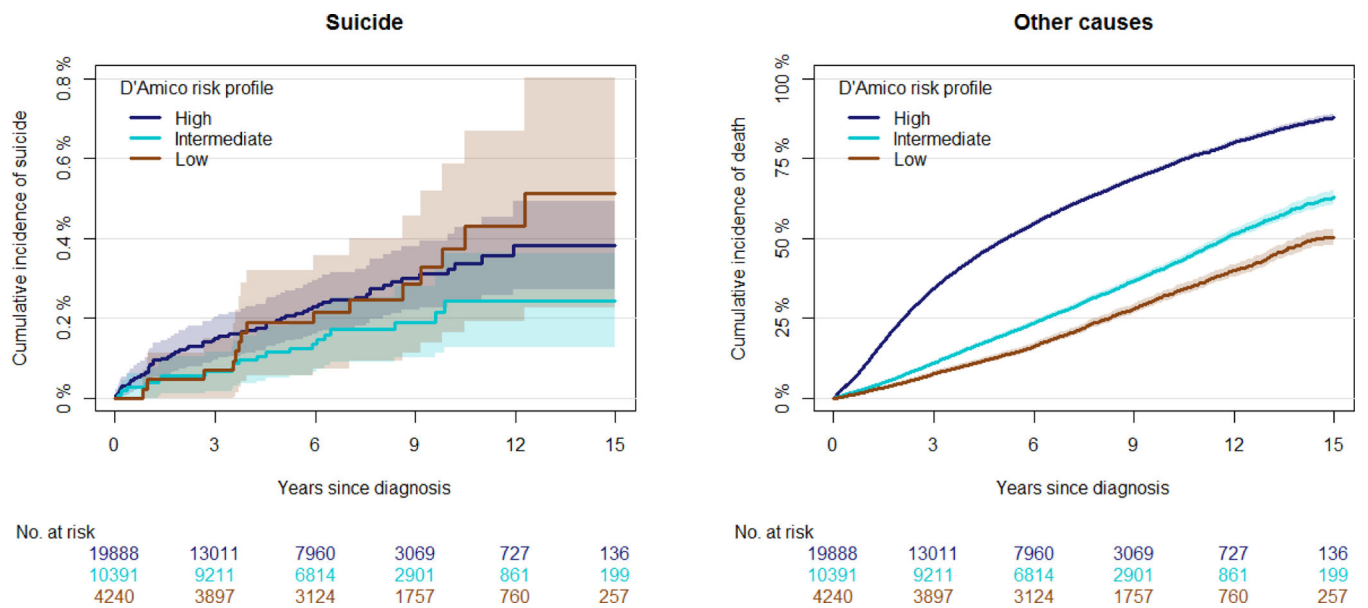 Suicide
Cumulative incidence of suicide
0.8 %
0.6 %
0.4 %
0.2 %
0 %
D'Amico risk profile
High
Intermediate
Low
0 3 6 9 12 15
Years since diagnosis
No. at risk
19888 13011 7960 3069 727 136
10391 9211 6814 2901 861 199
4240 3897 3124 1757 760 257
Other causes
Cumulative incidence of death
100 %
75 %
50 %
25 %
0 %
D'Amico risk profile
High
Intermediate
Low
0 3 6 9 12 15
Years since diagnosis
No. at risk
19888 13011 7960 3069 727 136
10391 9211 6814 2901 861 199
4240 3897 3124 1757 760 257